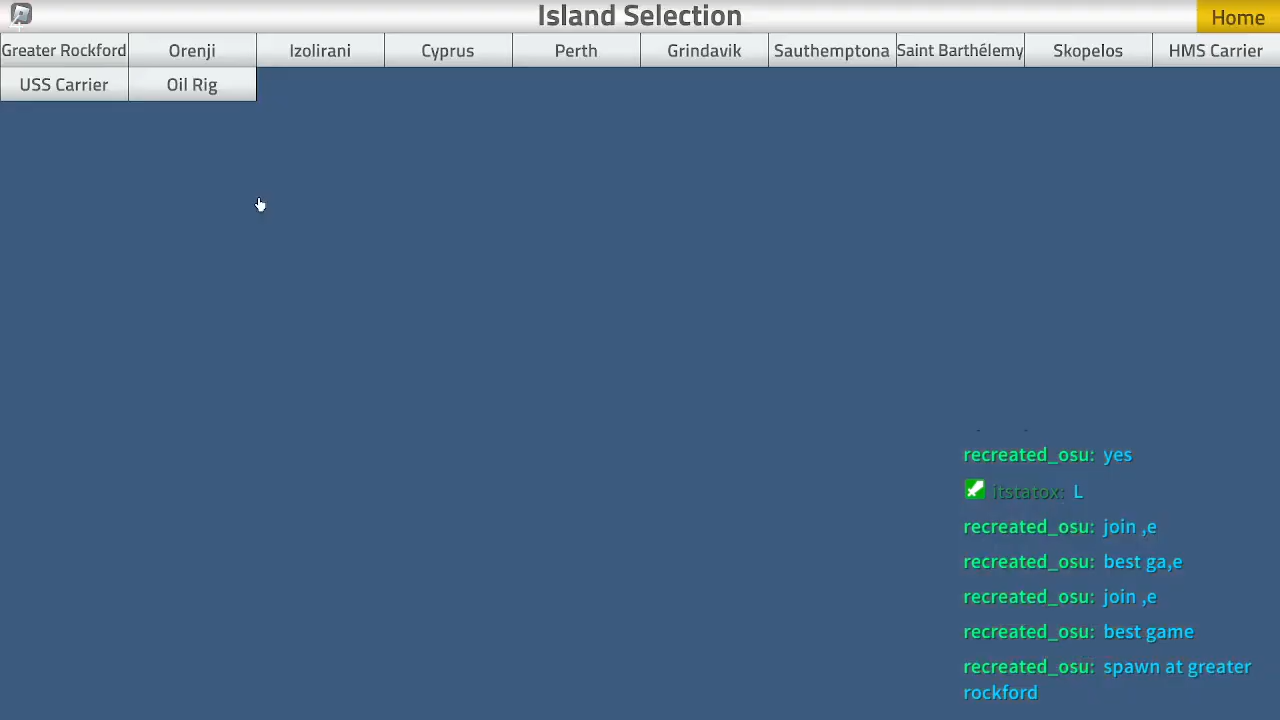 Island Selection
Home
Greater Rockford
Orenji
Izolirani
Cyprus
Perth
Grindavik
Sauthemptona
Saint Barthélemy
Skopelos
HMS Carrier
USS Carrier
Oil Rig
recreated_osu: yes
itstatox: L
recreated_osu: join ,e
recreated_osu: best ga,e
recreated_osu: join ,e
recreated_osu: best game
recreated_osu: spawn at greater
rockford